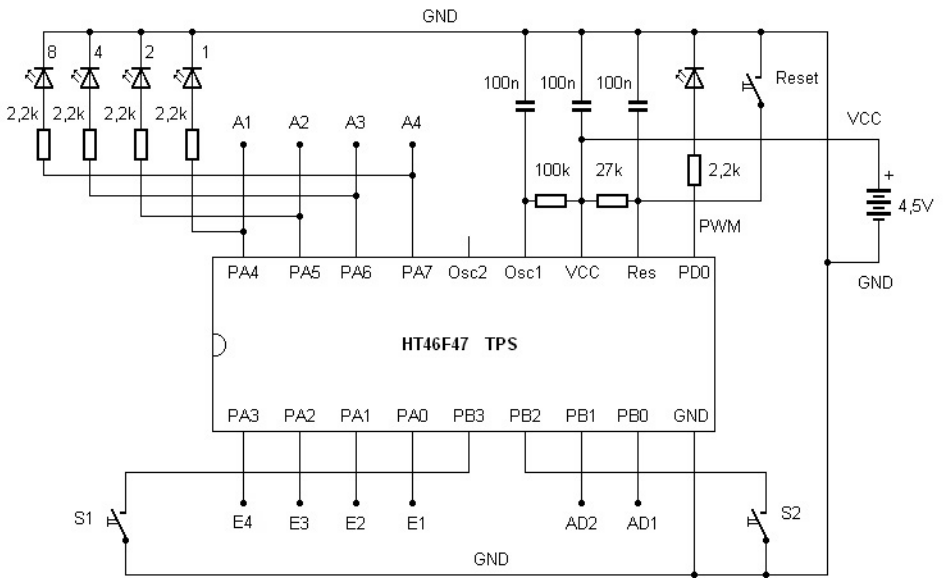 GND
8 4 2 1
100n 100n 100n
Reset
2,2k 2,2k 2,2k 2,2k
A1 A2 A3 A4
VCC
100k 27k 2,2k
+
4,5V
PWM
PA4 PA5 PA6 PA7 Osc2 Osc1 VCC Res PD0
GND
HT46F47 TPS
PA3 PA2 PA1 PA0 PB3 PB2 PB1 PB0 GND
S1 E4 E3 E2 E1 AD2 AD1 S2
GND